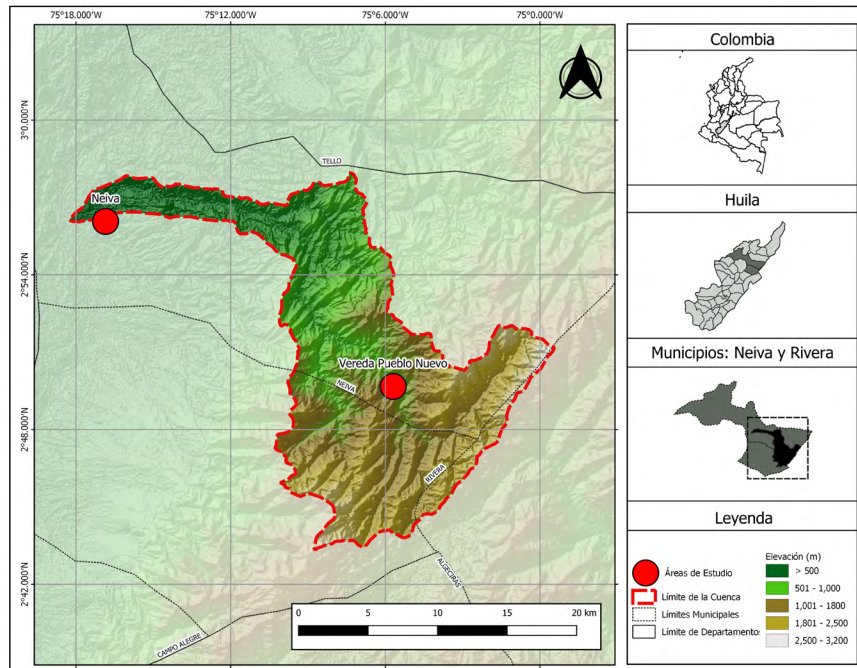 75°18.000'W
75°12.000'W
75°6.000'W
75°0.000'W
3°0.000'N
2°54.000'N
2°48.000'N
2°42.000'N
TELLO
Neiva
Vereda Pueblo Nuevo
NEIVA
RIVERA
ALGECIRAS
CAMPO ALEGRE
0 5 10 15 20 km
Colombia
Huila
Municipios: Neiva y Rivera
Leyenda
Áreas de Estudio
Límite de la Cuenca
Límites Municipales
Límite de Departamento
Elevación (m)
> 500
501 - 1,000
1,001 - 1800
1,801 - 2,500
2,500 - 3,200